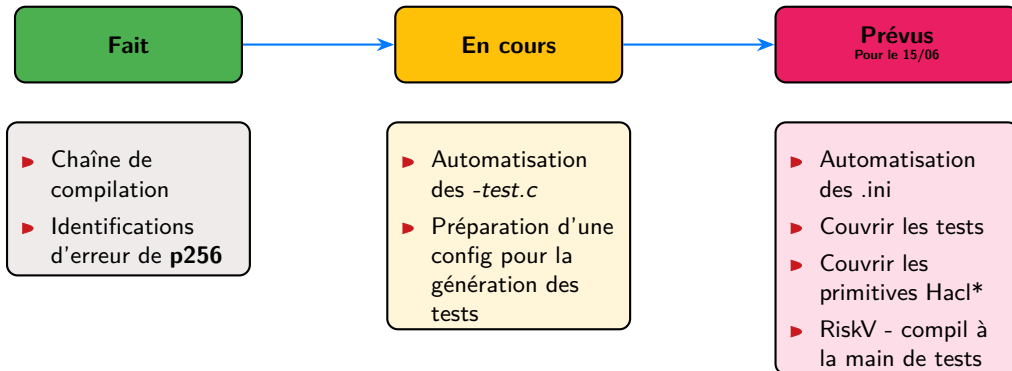 Fait
En cours
Prévus
Pour le 15/06
Chaîne de
compilation
Identifications
d'erreur de p256
Automatisation
des -test.c
Préparation d'une
config pour la
génération des
tests
Automatisation
des .ini
Couvrir les tests
Couvrir les
primitives Hacl*
RiskV - compil à
la main de tests